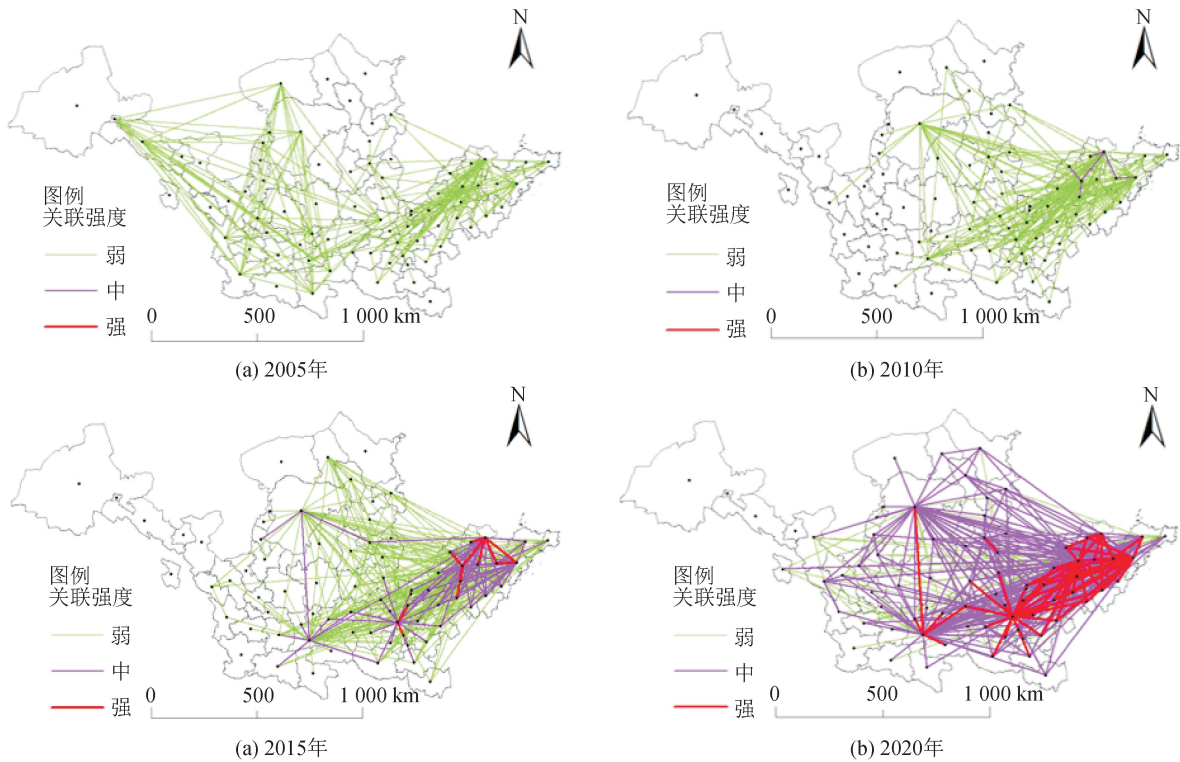 N
图例
关联强度
弱
中
强
0
500
1 000 km
(a) 2005年
N
图例
关联强度
弱
中
强
0
500
1 000 km
(b) 2010年
N
图例
关联强度
弱
中
强
0
500
1 000 km
(a) 2015年
N
图例
关联强度
弱
中
强
0
500
1 000 km
(b) 2020年